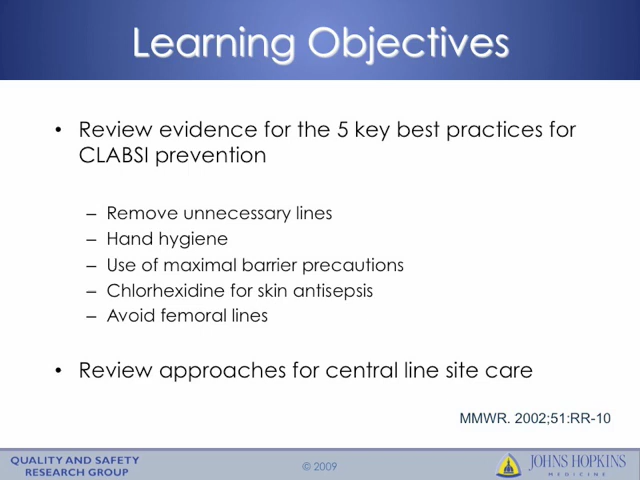 Learning Objectives
• Review evidence for the 5 key best practices for
CLABSI prevention
– Remove unnecessary lines
– Hand hygiene
– Use of maximal barrier precautions
– Chlorhexidine for skin antisepsis
– Avoid femoral lines
• Review approaches for central line site care
MMWR. 2002;51:RR-10
QUALITY AND SAFETY
RESEARCH GROUP
© 2009
JOHNS HOPKINS
MEDICINE